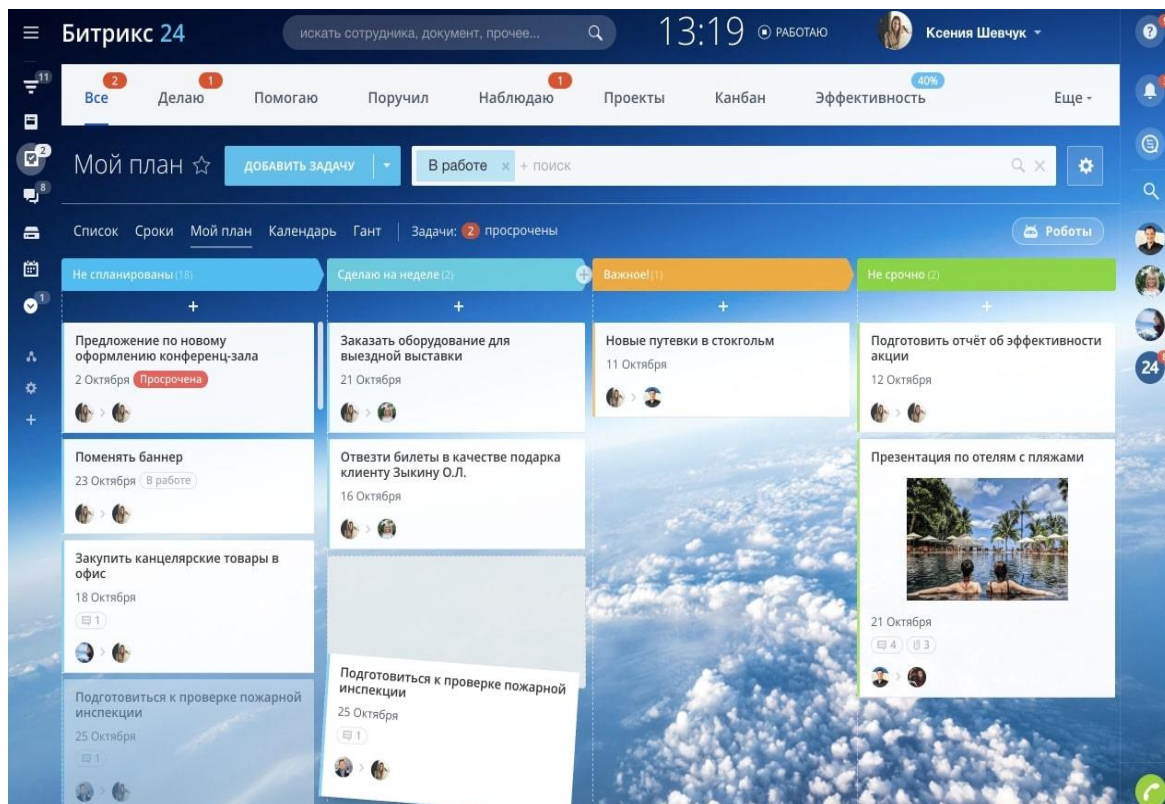 Битрикс 24
искать сотрудника, документ, прочее...
13:19 РАБОТАЮ
Ксения Шевчук
11
2
8
1
2
1
1
40%
Все Делаю Помогаю Поручил Наблюдаю Проекты Канбан Эффективность Еще
Мой план
ДОБАВИТЬ ЗАДАЧУ
В работе x + поиск
Список Сроки Мой план Календарь Гант Задачи: 2 просрочены
Роботы
Не спланированы (18)
Предложение по новому
оформлению конференц-зала
2 Октября Просрочена
Поменять баннер
23 Октября В работе
Закупить канцелярские товары в
офис
18 Октября
1
Подготовиться к проверке пожарной
инспекции
25 Октября
1
Сделаю на неделе (2)
Заказать оборудование для
выездной выставки
21 Октября
Отвезти билеты в качестве подарка
клиенту Зыкину О.Л.
16 Октября
Подготовиться к проверке пожарной
инспекции
25 Октября
1
Важное! (1)
Новые путевки в стокгольм
11 Октября
Не срочно (2)
Подготовить отчёт об эффективности
акции
12 Октября
Презентация по отелям с пляжами
21 Октября
4 3
24